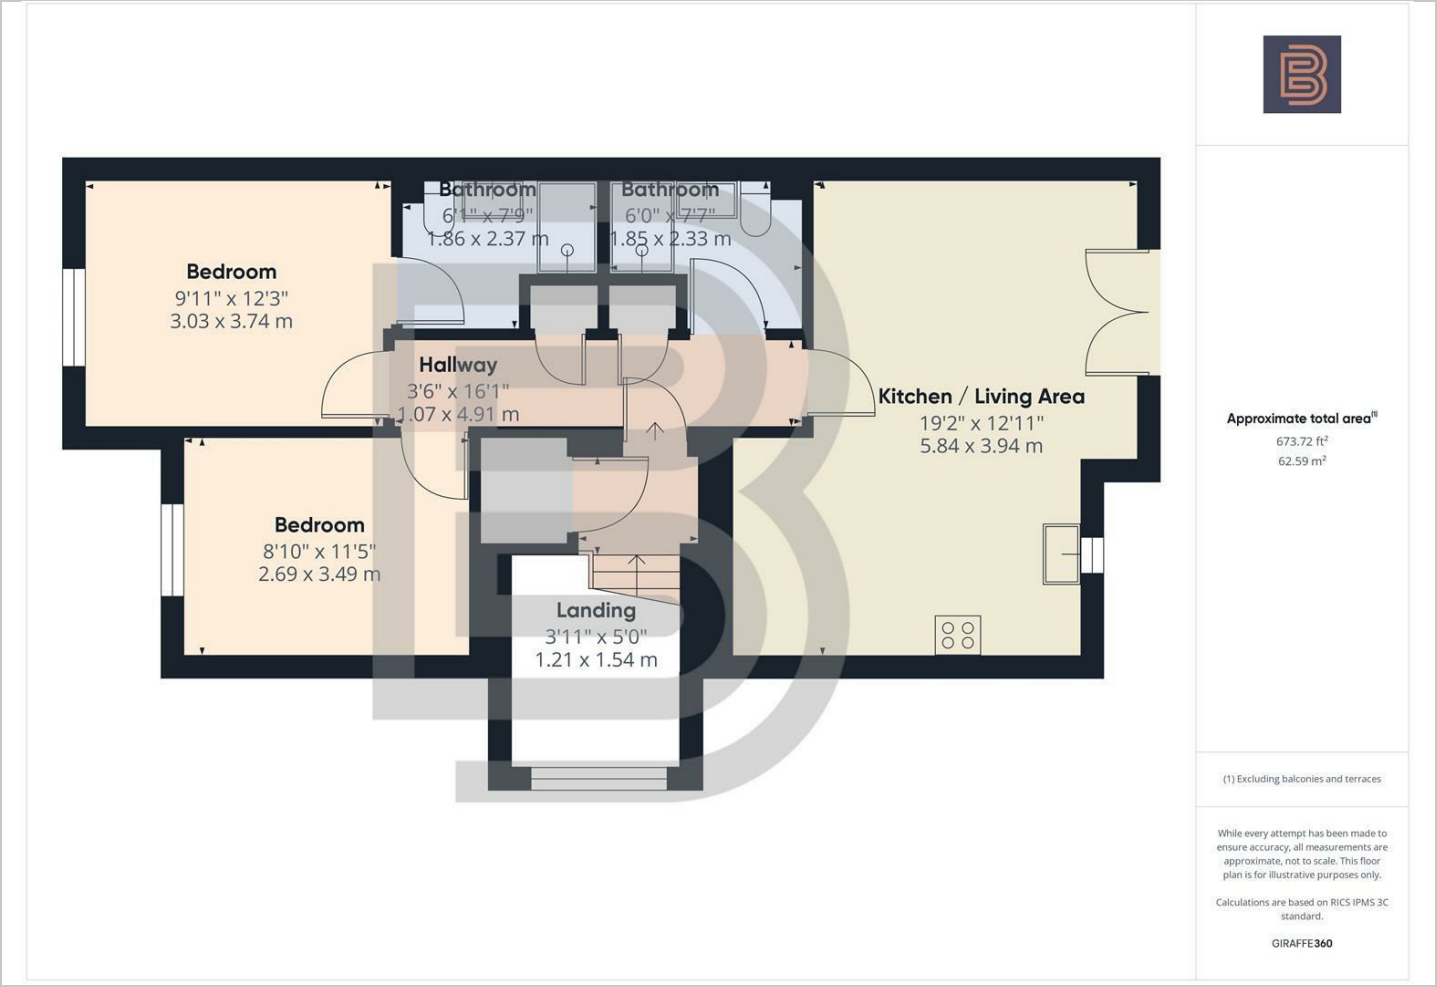 Bathroom
6'1" x 7'9"
1.86 x 2.37 m
Bathroom
6'0" x 7'7"
1.85 x 2.33 m
Bedroom
9'11" x 12'3"
3.03 x 3.74 m
Hallway
3'6" x 16'1"
1.07 x 4.91 m
Kitchen / Living Area
19'2" x 12'11"
5.84 x 3.94 m
Bedroom
8'10" x 11'5"
2.69 x 3.49 m
Landing
3'11" x 5'0"
1.21 x 1.54 m
B
Approximate total area(1)
673.72 ft²
62.59 m²
(1) Excluding balconies and terraces
While every attempt has been made to
ensure accuracy, all measurements are
approximate, not to scale. This floor
plan is for illustrative purposes only.
Calculations are based on RICS IPMS 3C
standard.
GIRAFFE360